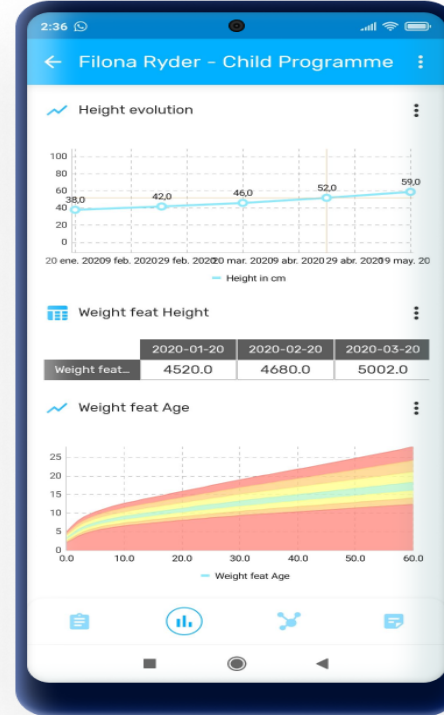 2:36
Filona Ryder - Child Programme
Height evolution
100
80
60
40
20
0
38,0
42,0
46,0
52,0
59,0
20 ene. 2020 9 feb. 2020 29 feb. 2020 20 mar. 2020 9 abr. 2020 29 abr. 2020 19 may. 20
Height in cm
Weight feat Height
2020-01-20 2020-02-20 2020-03-20
Weight feat… 4520.0 4680.0 5002.0
Weight feat Age
25
20
15
10
5
0
0.0 10.0 20.0 30.0 40.0 50.0 60.0
Weight feat Age